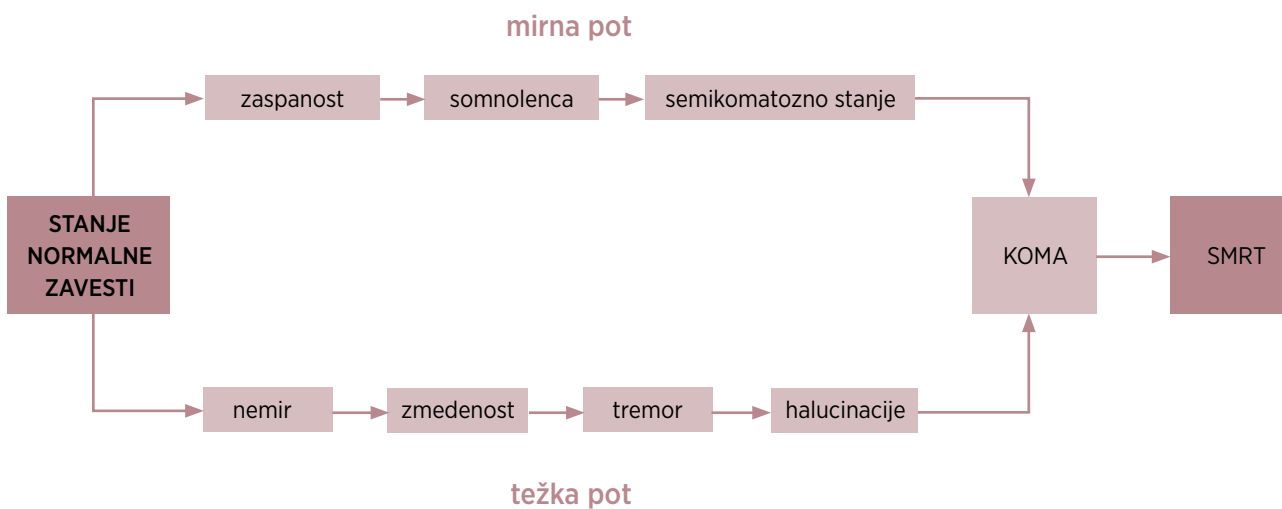 mirna pot
zaspanost
somnolenca
semikomatozno stanje
STANJE
NORMALNE
ZAVESTI
KOMA
SMRT
nemir
zmedenost
tremor
halucinacije
težka pot